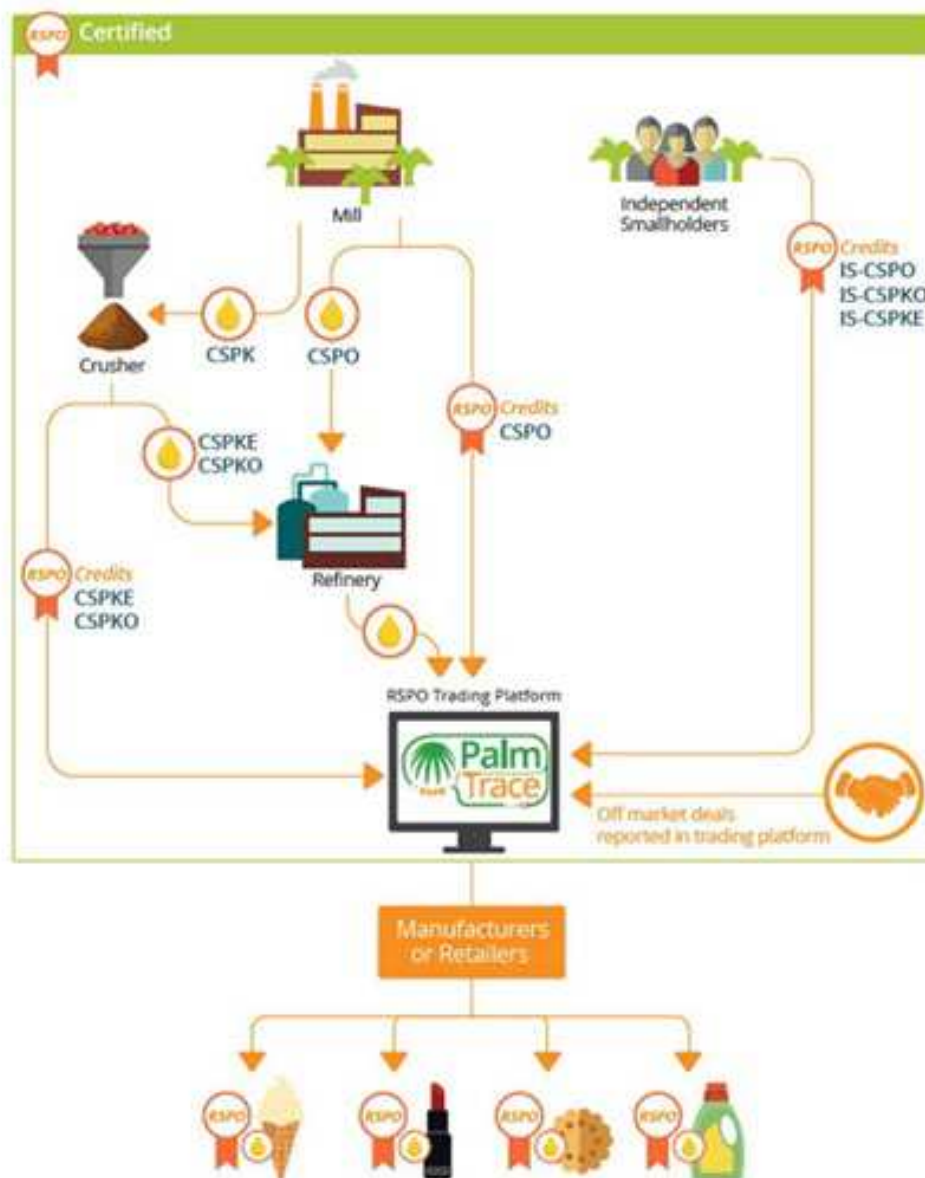 RSPO Certified
Mill
Independent
Smallholders
RSPO Credits
IS-CSPO
IS-CSPKO
IS-CSPKE
Crusher
CSPK
CSPO
RSPO Credits
CSPO
CSPKE
CSPKO
Refinery
RSPO Credits
CSPKE
CSPKO
RSPO Trading Platform
Palm
Trace
Off market deals
reported in trading platform
Manufacturers
or Retailers
RSPO
RSPO
RSPO
RSPO